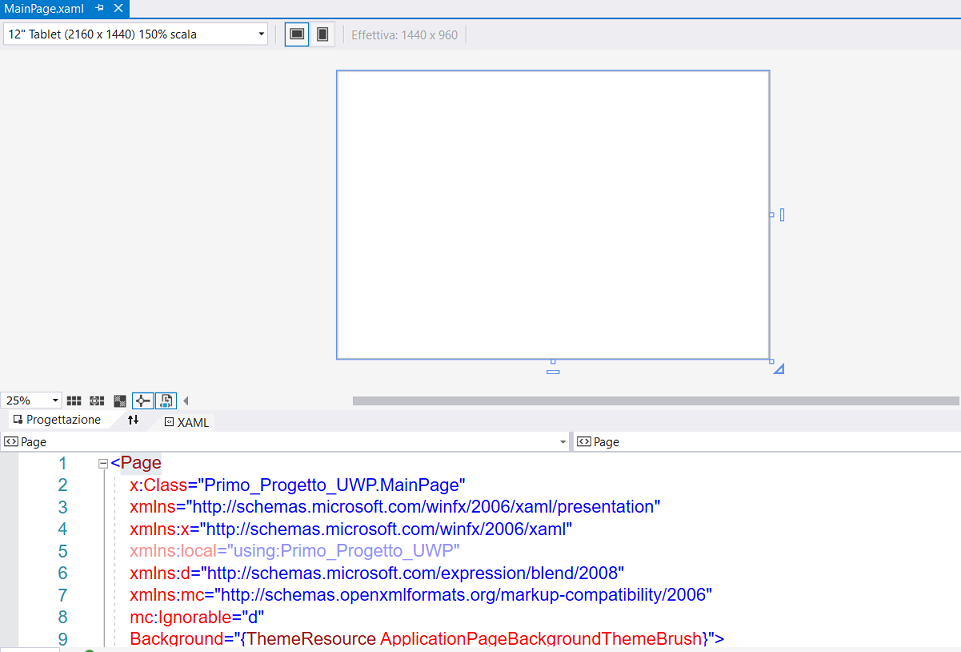 MainPage.xaml
12" Tablet (2160 x 1440) 150% scala
Effettiva: 1440 x 960
25%
Progettazione
XAML
Page
Page
1 <Page
2 x:Class="Primo_Progetto_UWP.MainPage"
3 xmlns="http://schemas.microsoft.com/winfx/2006/xaml/presentation"
4 xmlns:x="http://schemas.microsoft.com/winfx/2006/xaml"
5 xmlns:local="using:Primo_Progetto_UWP"
6 xmlns:d="http://schemas.microsoft.com/expression/blend/2008"
7 xmlns:mc="http://schemas.openxmlformats.org/markup-compatibility/2006"
8 mc:Ignorable="d"
9 Background="{ThemeResource ApplicationPageBackgroundThemeBrush}">